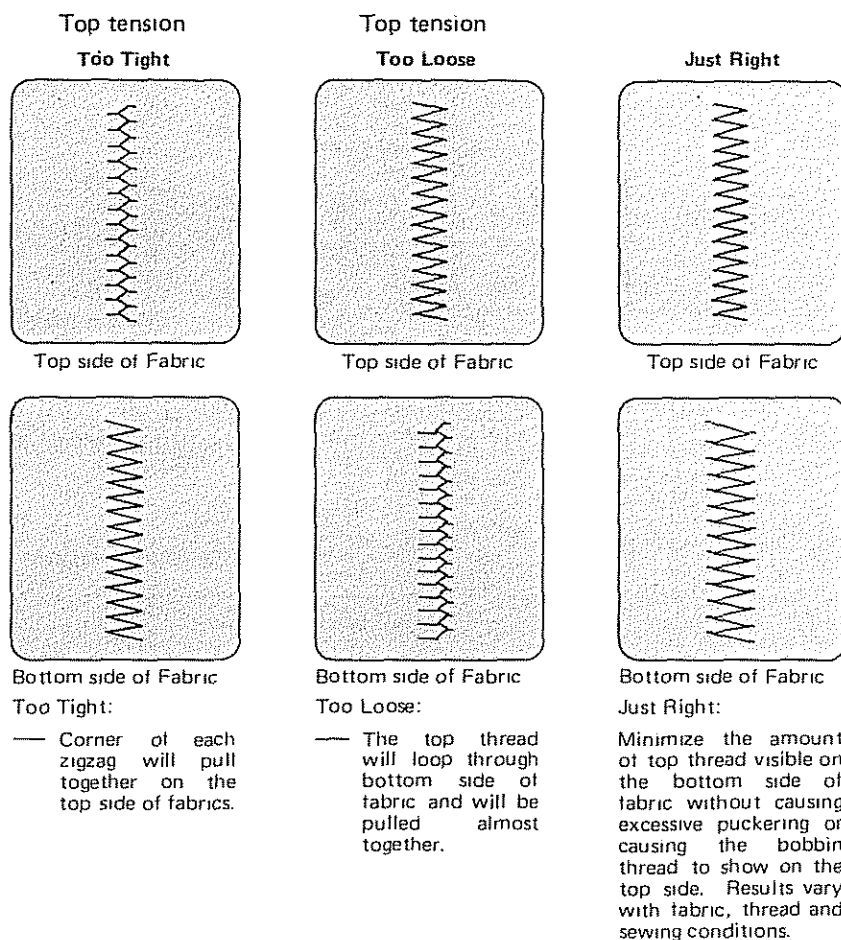 Top tension
Too Tight
Top side of Fabric
Bottom side of Fabric
Too Tight:
— Corner of each
zigzag will pull
together on the
top side of fabrics.
Top tension
Too Loose
Top side of Fabric
Bottom side of Fabric
Too Loose:
— The top thread
will loop through
bottom side of
fabric and will be
pulled almost
together.
Just Right
Top side of Fabric
Bottom side of Fabric
Just Right:
Minimize the amount
of top thread visible on
the bottom side of
fabric without causing
excessive puckering or
causing the bobbin
thread to show on the
top side. Results vary
with fabric, thread and
sewing conditions.